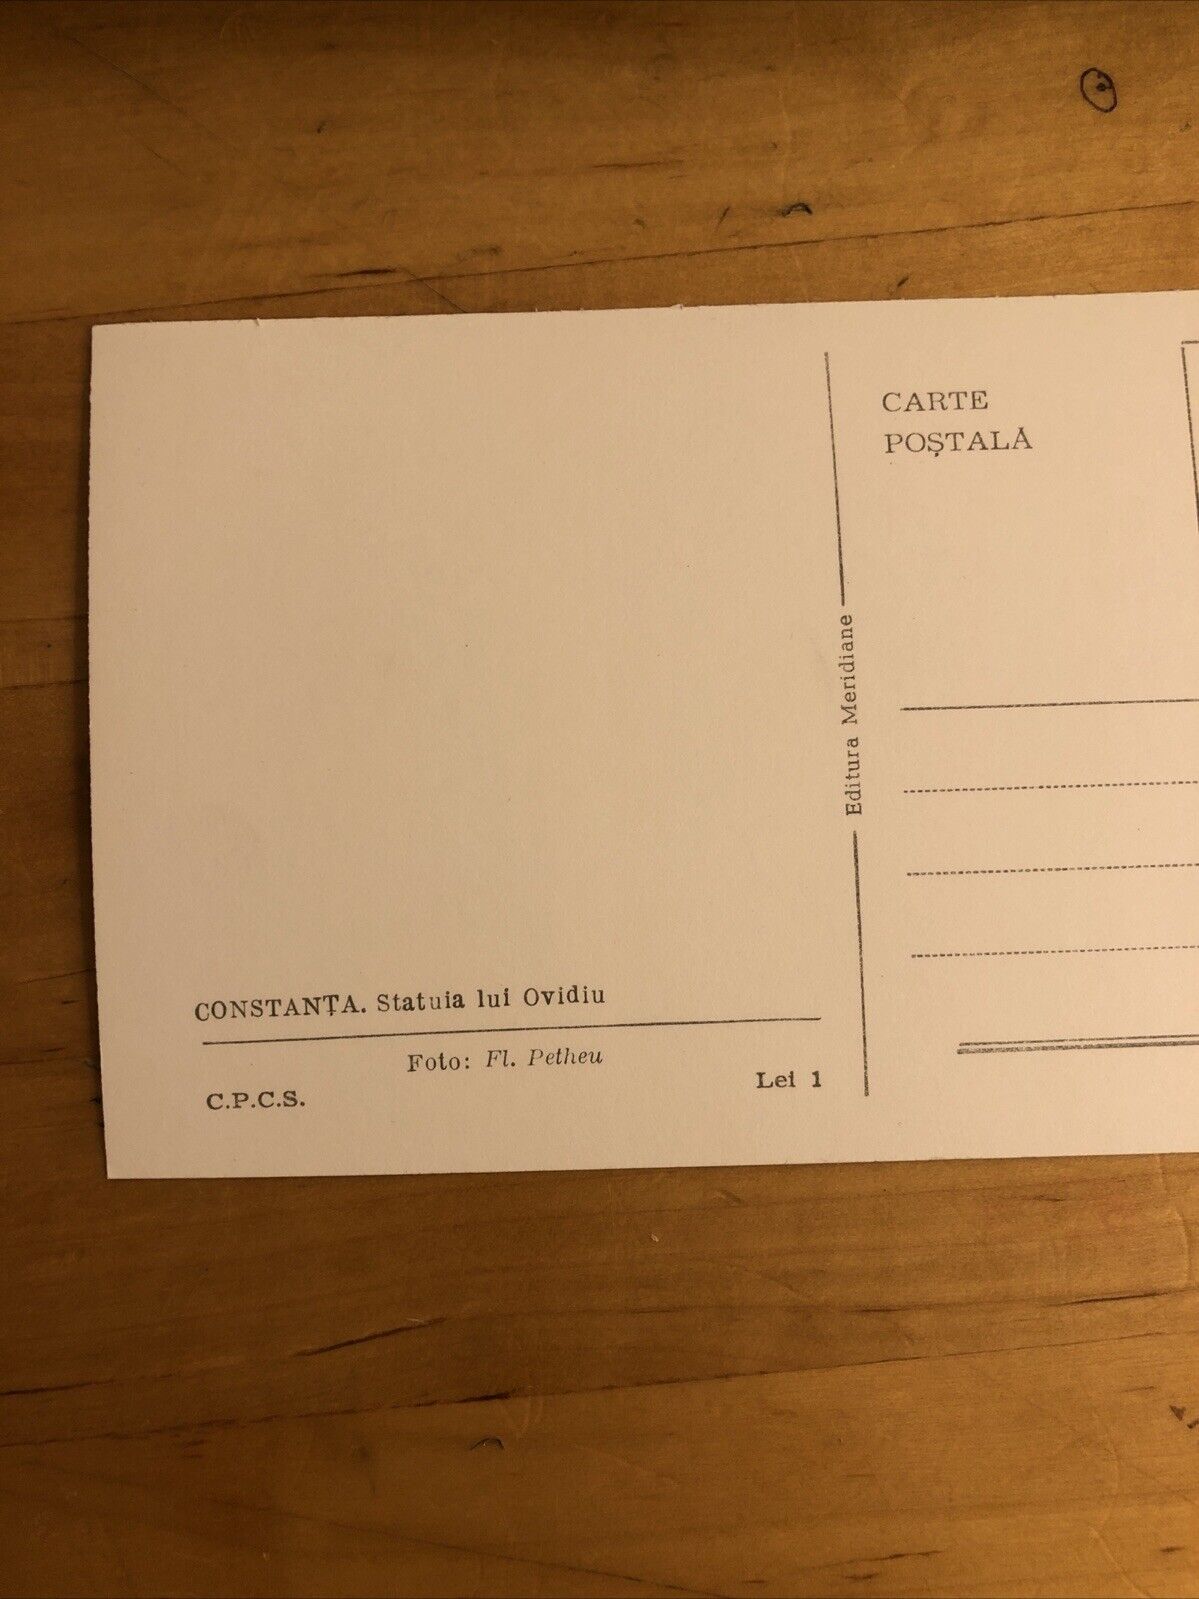 CARTE
POȘTALĂ
Editura Meridiane
CONSTANȚA. Statuia lui Ovidiu
Foto: Fl. Petheu
Lei 1
C.P.C.S.